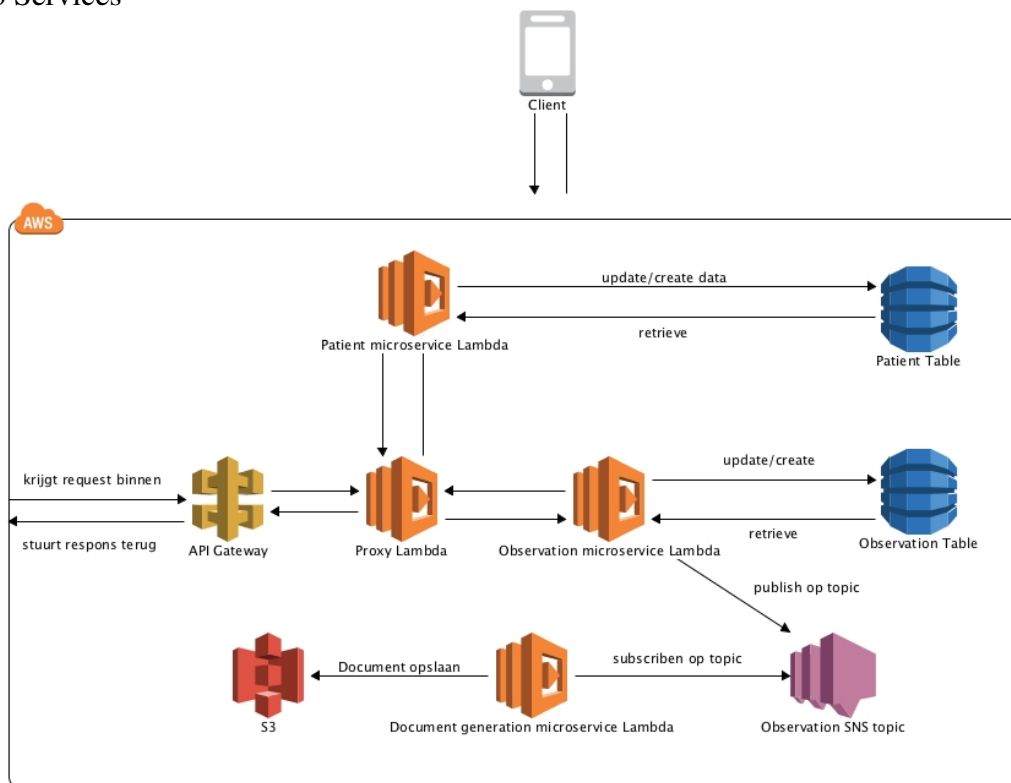 Services
Client
AWS
update/create data
retrieve
Patient microservice Lambda
Patient Table
krijgt request binnen
update/create
stuurt respons terug
API Gateway
Proxy Lambda
Observation microservice Lambda
retrieve
Observation Table
publish op topic
Document opslaan
subscriben op topic
S3
Document generation microservice Lambda
Observation SNS topic